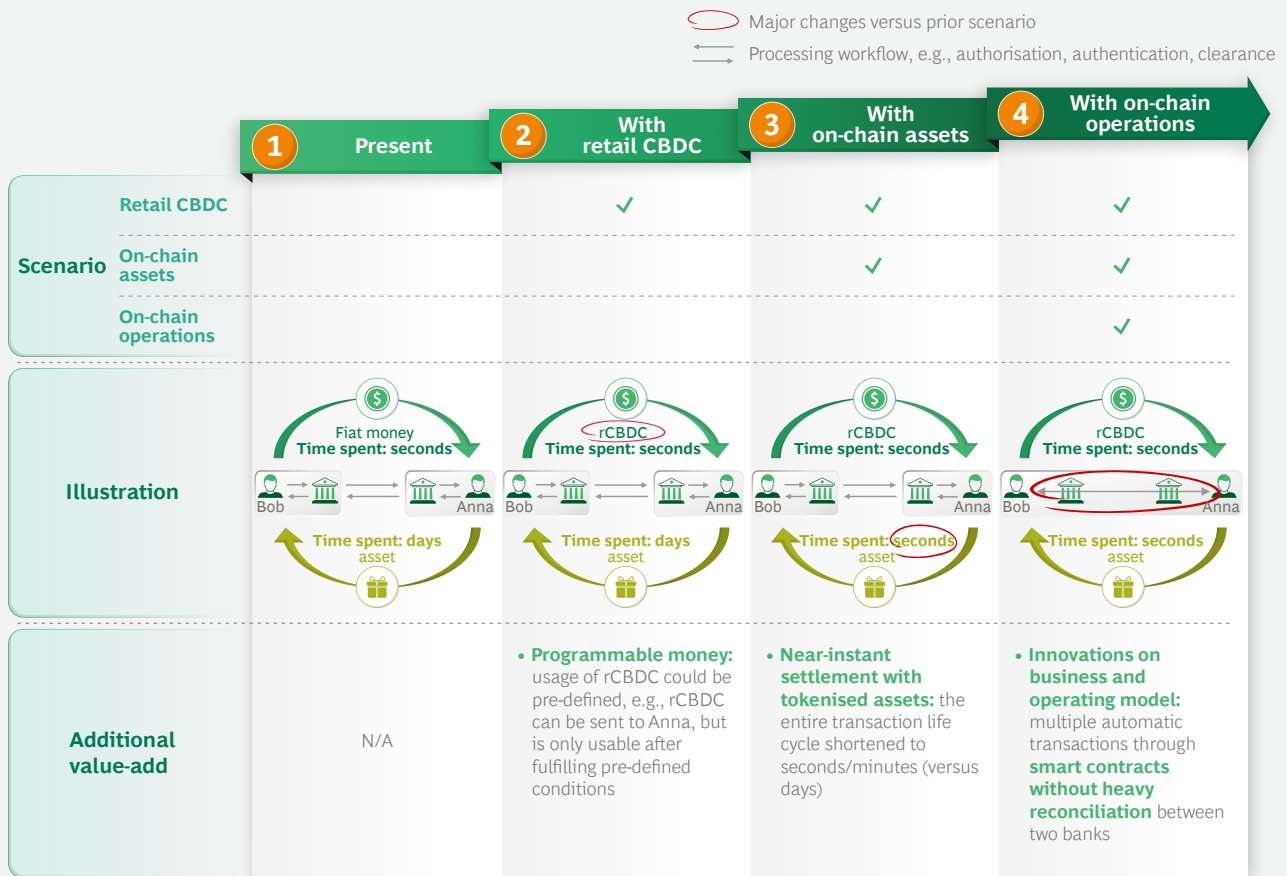 Major changes versus prior scenario
Processing workflow, e.g., authorisation, authentication, clearance
1
Present
2
With
retail CBDC
3
With
on-chain assets
4
With on-chain
operations
Scenario
Retail CBDC
On-chain
assets
On-chain
operations
Illustration
$
Fiat money
Time spent: seconds
Bob
Anna
Time spent: days
asset
$
rCBDC
Time spent: seconds
Bob
Anna
Time spent: days
asset
$
rCBDC
Time spent: seconds
Bob
Anna
Time spent: seconds
asset
$
rCBDC
Time spent: seconds
Bob
Anna
Time spent: seconds
asset
Additional
value-add
N/A
• Programmable money:
usage of rCBDC could be
pre-defined, e.g., rCBDC
can be sent to Anna, but
is only usable after
fulfilling pre-defined
conditions
• Near-instant
settlement with
tokenised assets: the
entire transaction life
cycle shortened to
seconds/minutes (versus
days)
• Innovations on
business and
operating model:
multiple automatic
transactions through
smart contracts
without heavy
reconciliation between
two banks